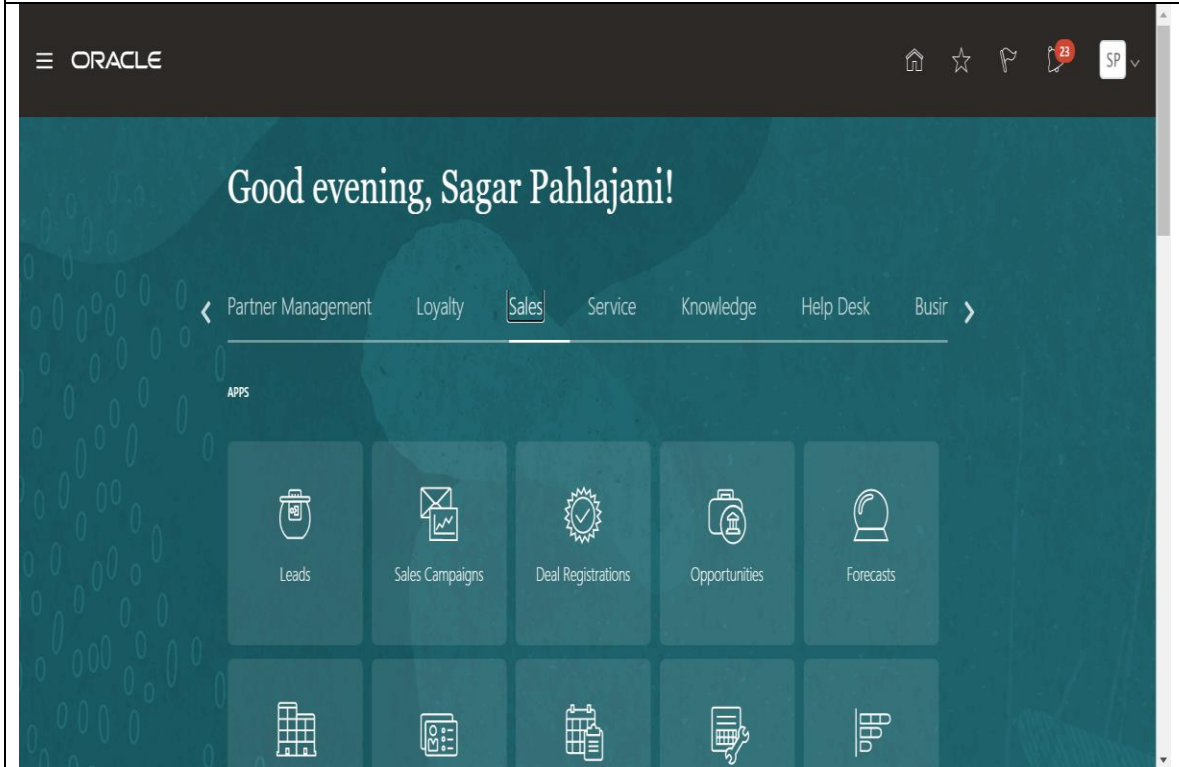 ORACLE
23
SP
Good evening, Sagar Pahlajani!
Partner Management Loyalty Sales Service Knowledge Help Desk Busir
APPS
Leads Sales Campaigns Deal Registrations Opportunities Forecasts